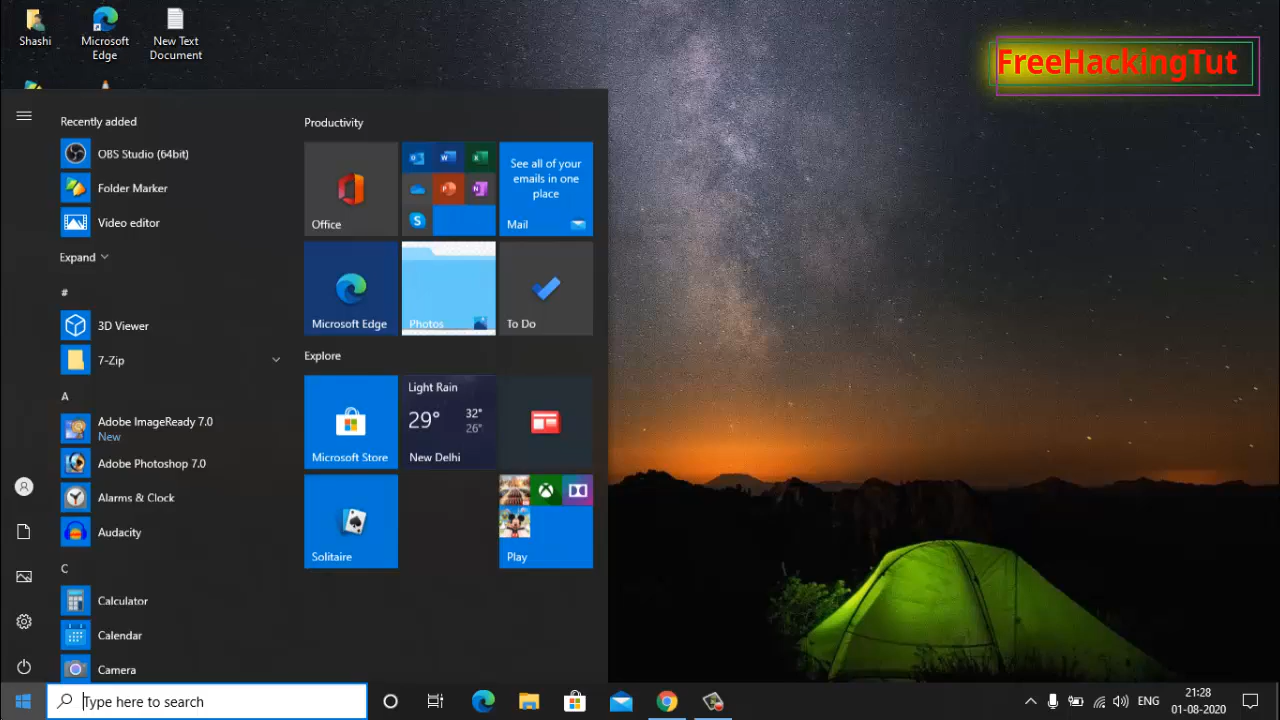 Shashi
Microsoft
Edge
New Text
Document
FreeHackingTut
Recently added
OBS Studio (64bit)
Folder Marker
Video editor
Expand
#
3D Viewer
7-Zip
A
Adobe ImageReady 7.0
New
Adobe Photoshop 7.0
Alarms & Clock
Audacity
C
Calculator
Calendar
Camera
Productivity
Office
See all of your
emails in one
place
Mail
Microsoft Edge
Photos
To Do
Explore
Microsoft Store
Light Rain
29° 32°
26°
New Delhi
Solitaire
Play
Type here to search
ENG
21:28
01-08-2020